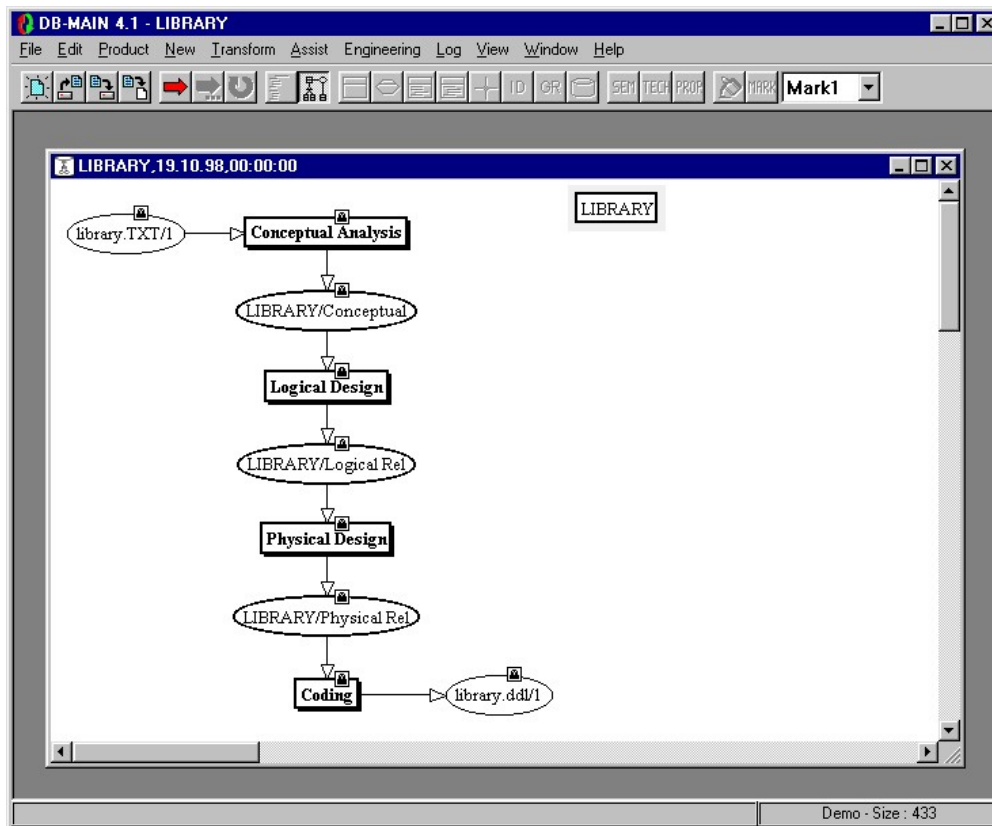 DB-MAIN 4.1 - LIBRARY
File Edit Product New Transform Assist Engineering Log View Window Help
ID GR SEM TECH PROP MARK Mark1
LIBRARY,19.10.98,00:00:00
LIBRARY
library.TXT/1
Conceptual Analysis
LIBRARY/Conceptual
Logical Design
LIBRARY/Logical Rel
Physical Design
LIBRARY/Physical Rel
Coding
library.ddl/1
Demo - Size : 433